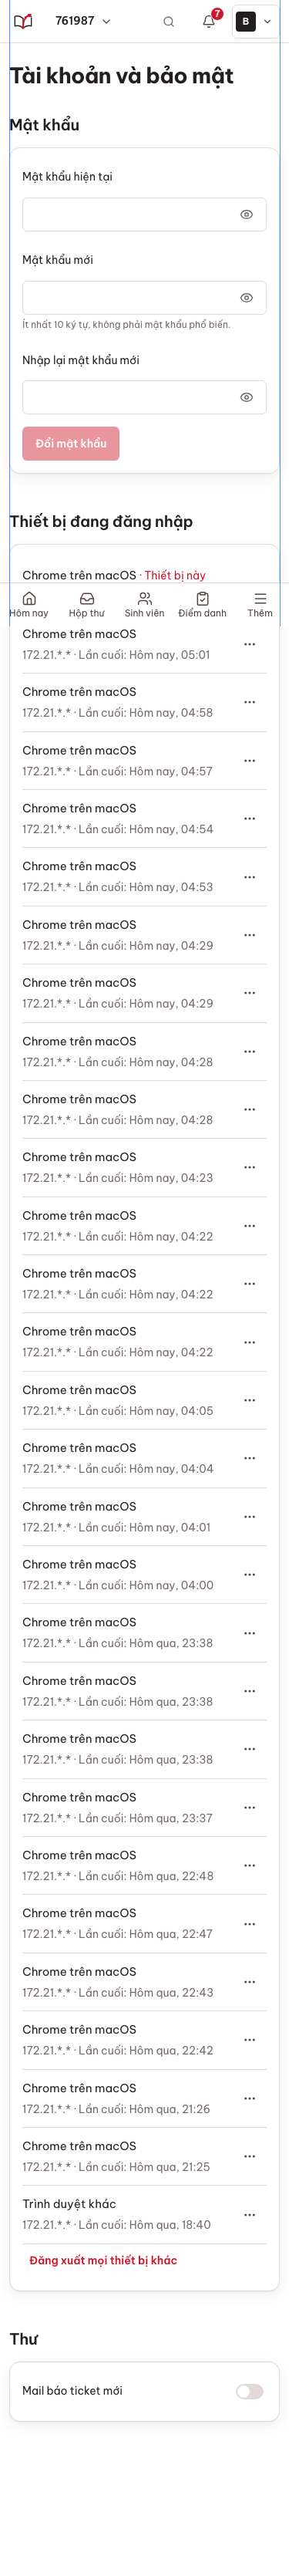 761987
7
B
Tài khoản và bảo mật
Mật khẩu
Mật khẩu hiện tại
Mật khẩu mới
Ít nhất 10 ký tự, không phải mật khẩu phổ biến.
Nhập lại mật khẩu mới
Đổi mật khẩu
Thiết bị đang đăng nhập
Chrome trên macOS · Thiết bị này
Hôm nay
Hộp thư
Sinh viên
Điểm danh
Thêm
Chrome trên macOS
172.21.*.* · Lần cuối: Hôm nay, 05:01
Chrome trên macOS
172.21.*.* · Lần cuối: Hôm nay, 04:58
Chrome trên macOS
172.21.*.* · Lần cuối: Hôm nay, 04:57
Chrome trên macOS
172.21.*.* · Lần cuối: Hôm nay, 04:54
Chrome trên macOS
172.21.*.* · Lần cuối: Hôm nay, 04:53
Chrome trên macOS
172.21.*.* · Lần cuối: Hôm nay, 04:29
Chrome trên macOS
172.21.*.* · Lần cuối: Hôm nay, 04:29
Chrome trên macOS
172.21.*.* · Lần cuối: Hôm nay, 04:28
Chrome trên macOS
172.21.*.* · Lần cuối: Hôm nay, 04:28
Chrome trên macOS
172.21.*.* · Lần cuối: Hôm nay, 04:23
Chrome trên macOS
172.21.*.* · Lần cuối: Hôm nay, 04:22
Chrome trên macOS
172.21.*.* · Lần cuối: Hôm nay, 04:22
Chrome trên macOS
172.21.*.* · Lần cuối: Hôm nay, 04:22
Chrome trên macOS
172.21.*.* · Lần cuối: Hôm nay, 04:05
Chrome trên macOS
172.21.*.* · Lần cuối: Hôm nay, 04:04
Chrome trên macOS
172.21.*.* · Lần cuối: Hôm nay, 04:01
Chrome trên macOS
172.21.*.* · Lần cuối: Hôm nay, 04:00
Chrome trên macOS
172.21.*.* · Lần cuối: Hôm qua, 23:38
Chrome trên macOS
172.21.*.* · Lần cuối: Hôm qua, 23:38
Chrome trên macOS
172.21.*.* · Lần cuối: Hôm qua, 23:38
Chrome trên macOS
172.21.*.* · Lần cuối: Hôm qua, 23:37
Chrome trên macOS
172.21.*.* · Lần cuối: Hôm qua, 22:48
Chrome trên macOS
172.21.*.* · Lần cuối: Hôm qua, 22:47
Chrome trên macOS
172.21.*.* · Lần cuối: Hôm qua, 22:43
Chrome trên macOS
172.21.*.* · Lần cuối: Hôm qua, 22:42
Chrome trên macOS
172.21.*.* · Lần cuối: Hôm qua, 21:26
Chrome trên macOS
172.21.*.* · Lần cuối: Hôm qua, 21:25
Trình duyệt khác
172.21.*.* · Lần cuối: Hôm qua, 18:40
Đăng xuất mọi thiết bị khác
Thư
Mail báo ticket mới